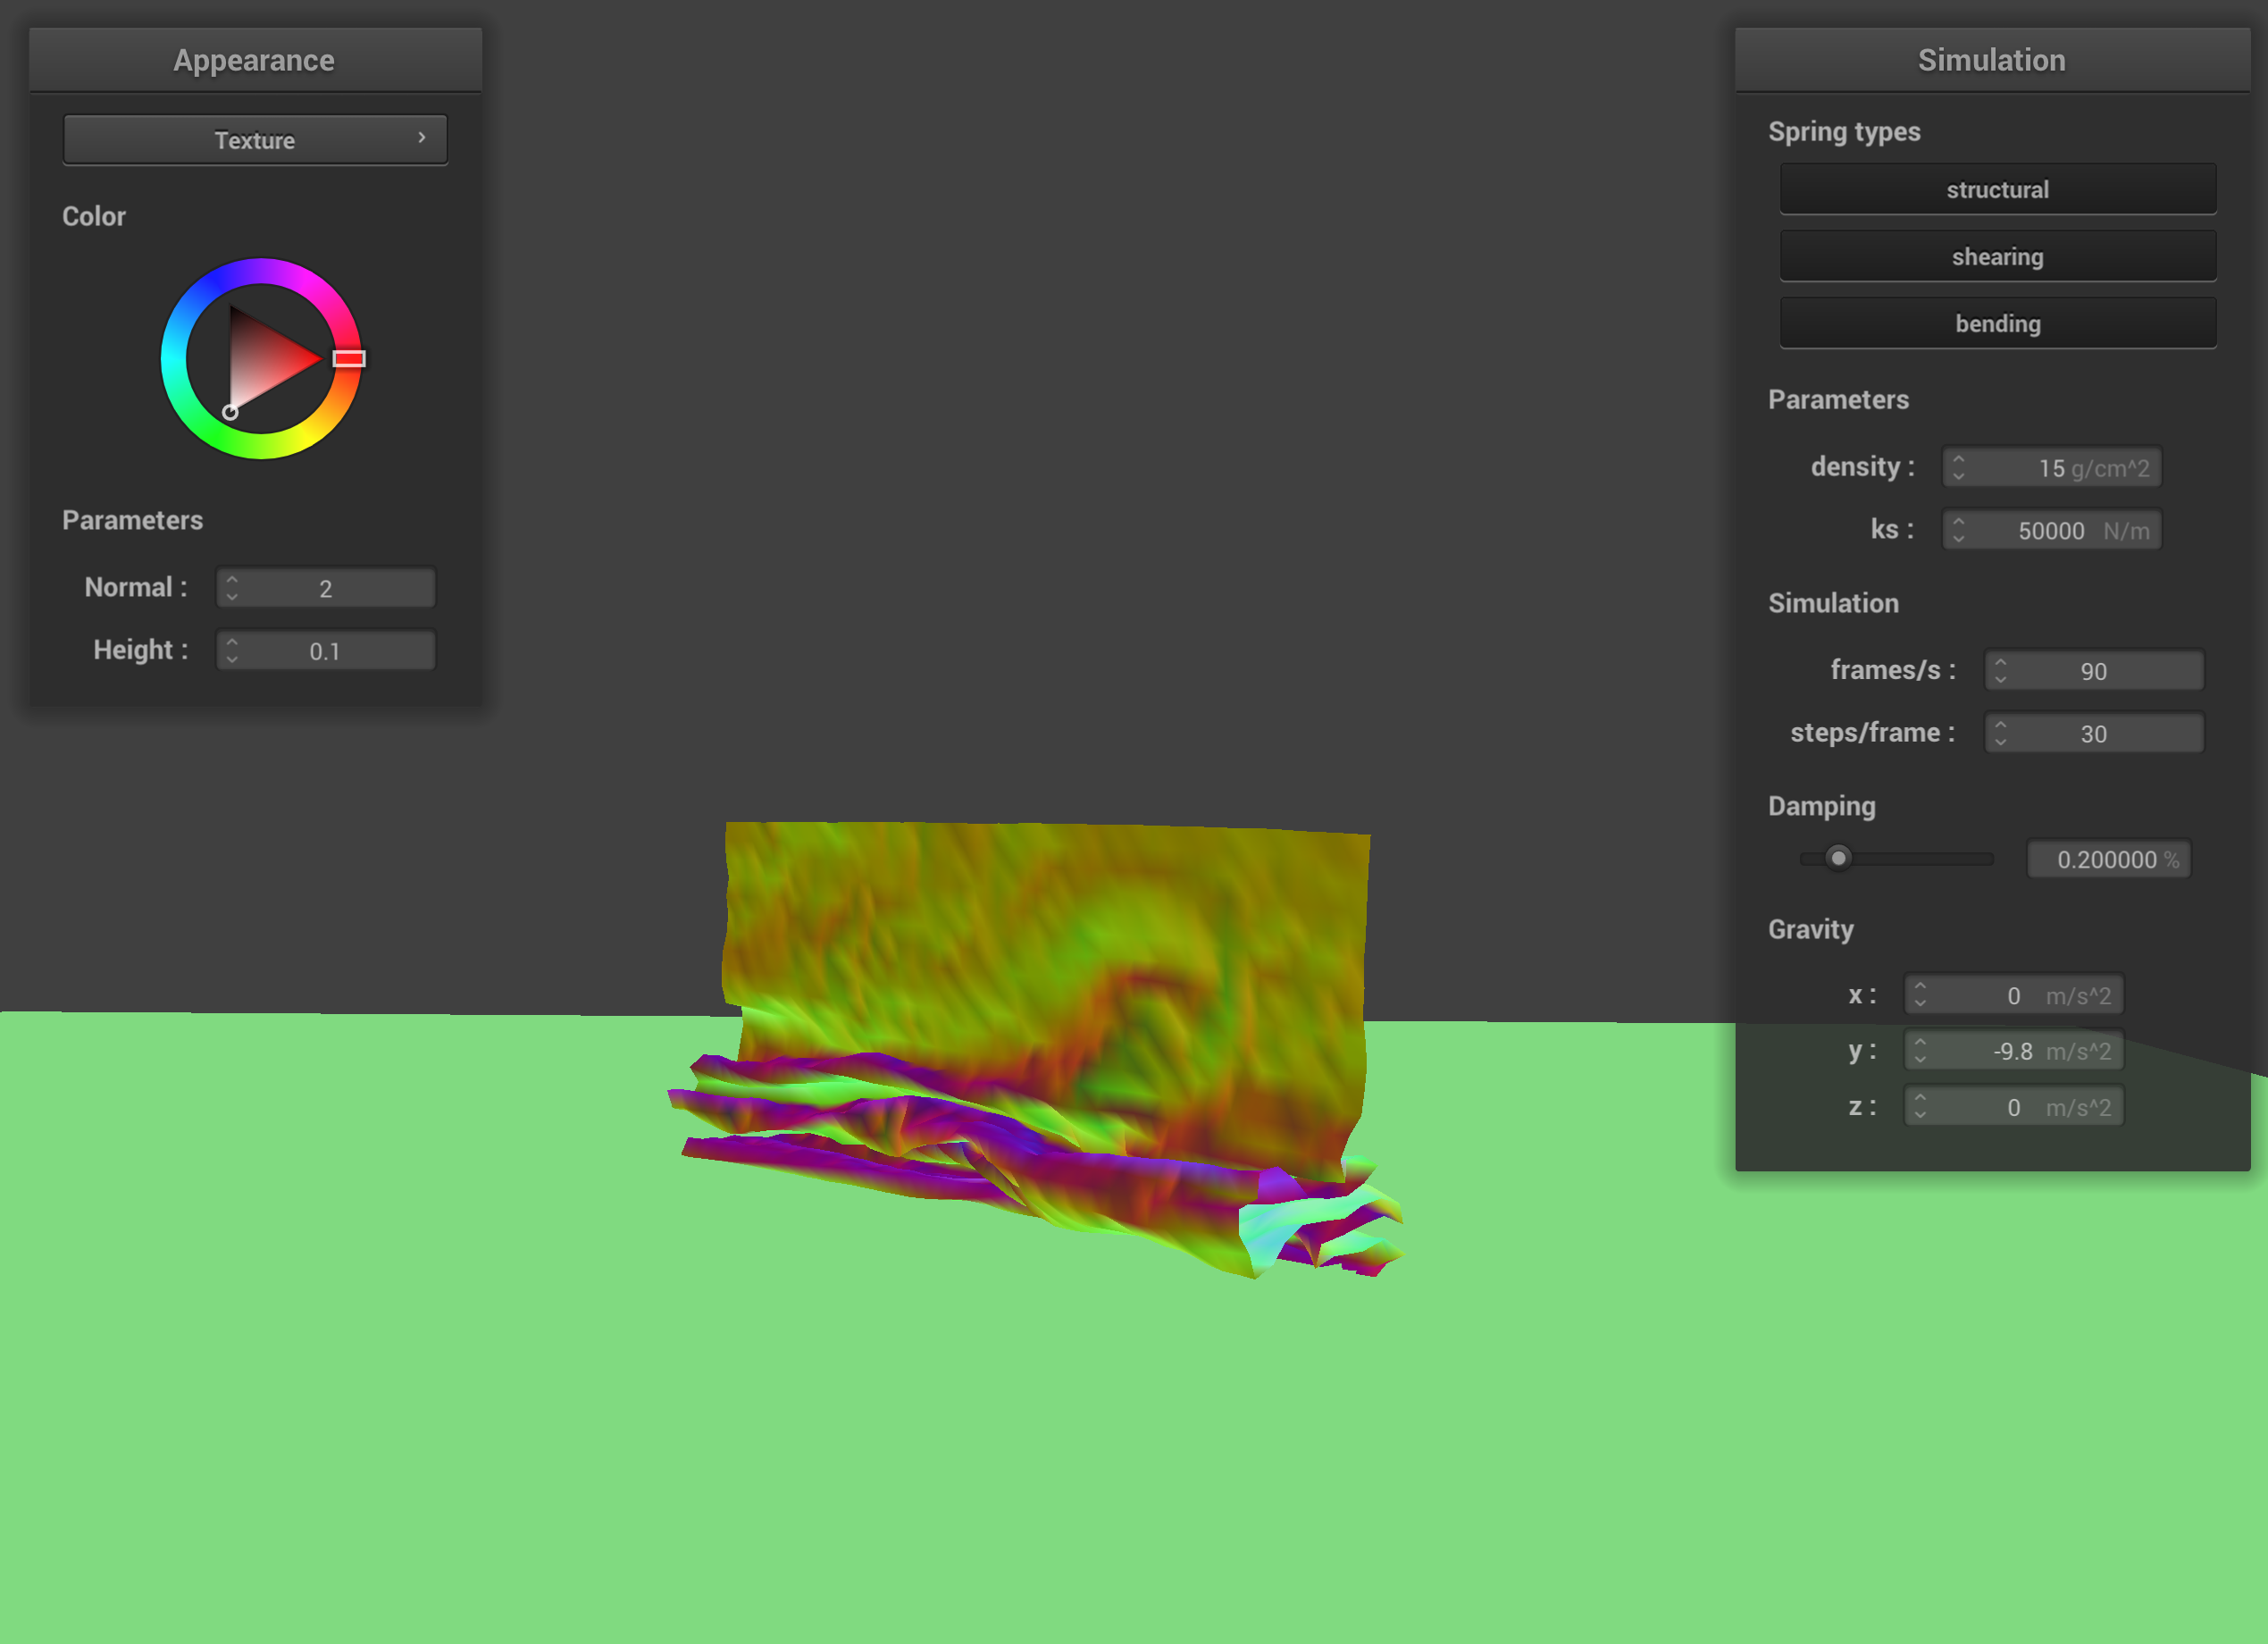 Appearance
Texture
Color
Parameters
Normal : 2
Height : 0.1
Simulation
Spring types
structural
shearing
bending
Parameters
density : 15 g/cm^2
ks : 50000 N/m
Simulation
frames/s : 90
steps/frame : 30
Damping
0.200000 %
Gravity
x : 0 m/s^2
y : -9.8 m/s^2
z : 0 m/s^2